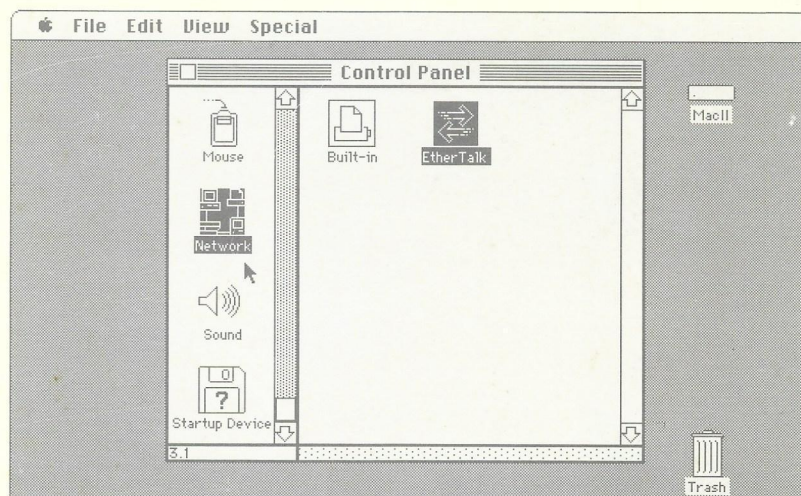 File Edit View Special
Control Panel
Mouse
Network
Sound
Startup Device
3.1
Built-in
EtherTalk
MacII
Trash